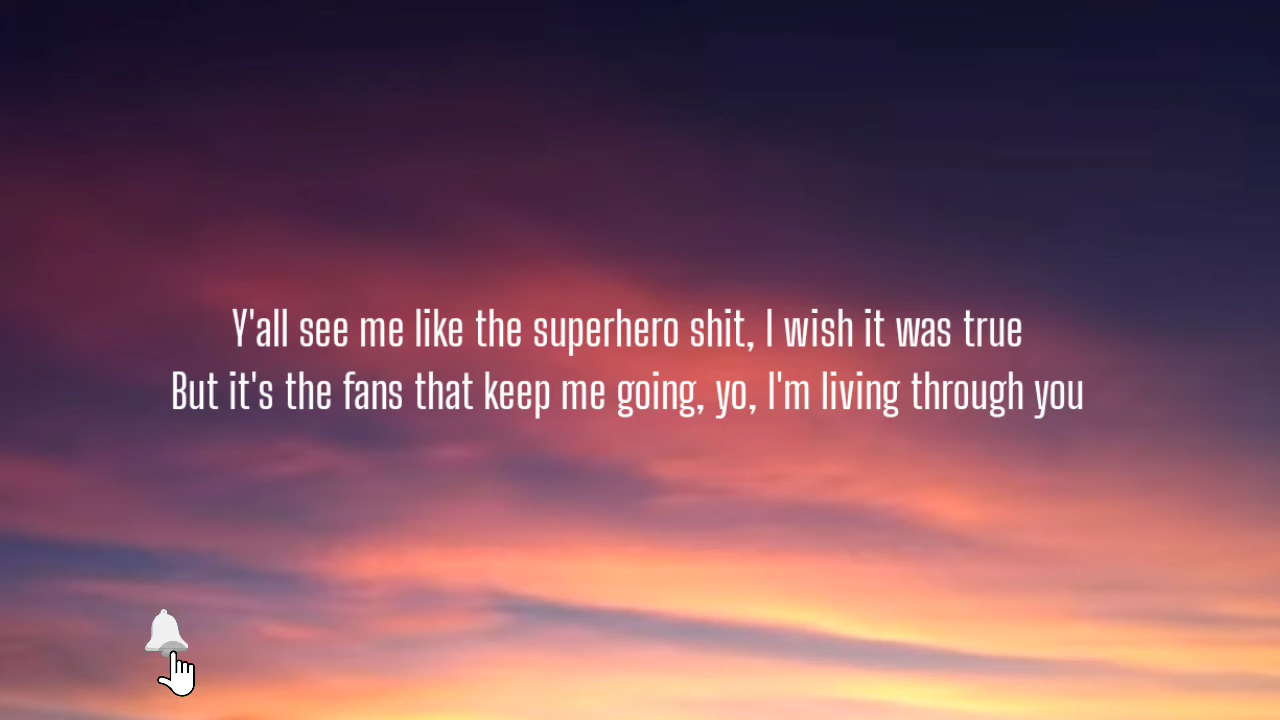 Y'all see me like the superhero shit, I wish it was true
But it's the fans that keep me going, yo, I'm living through you